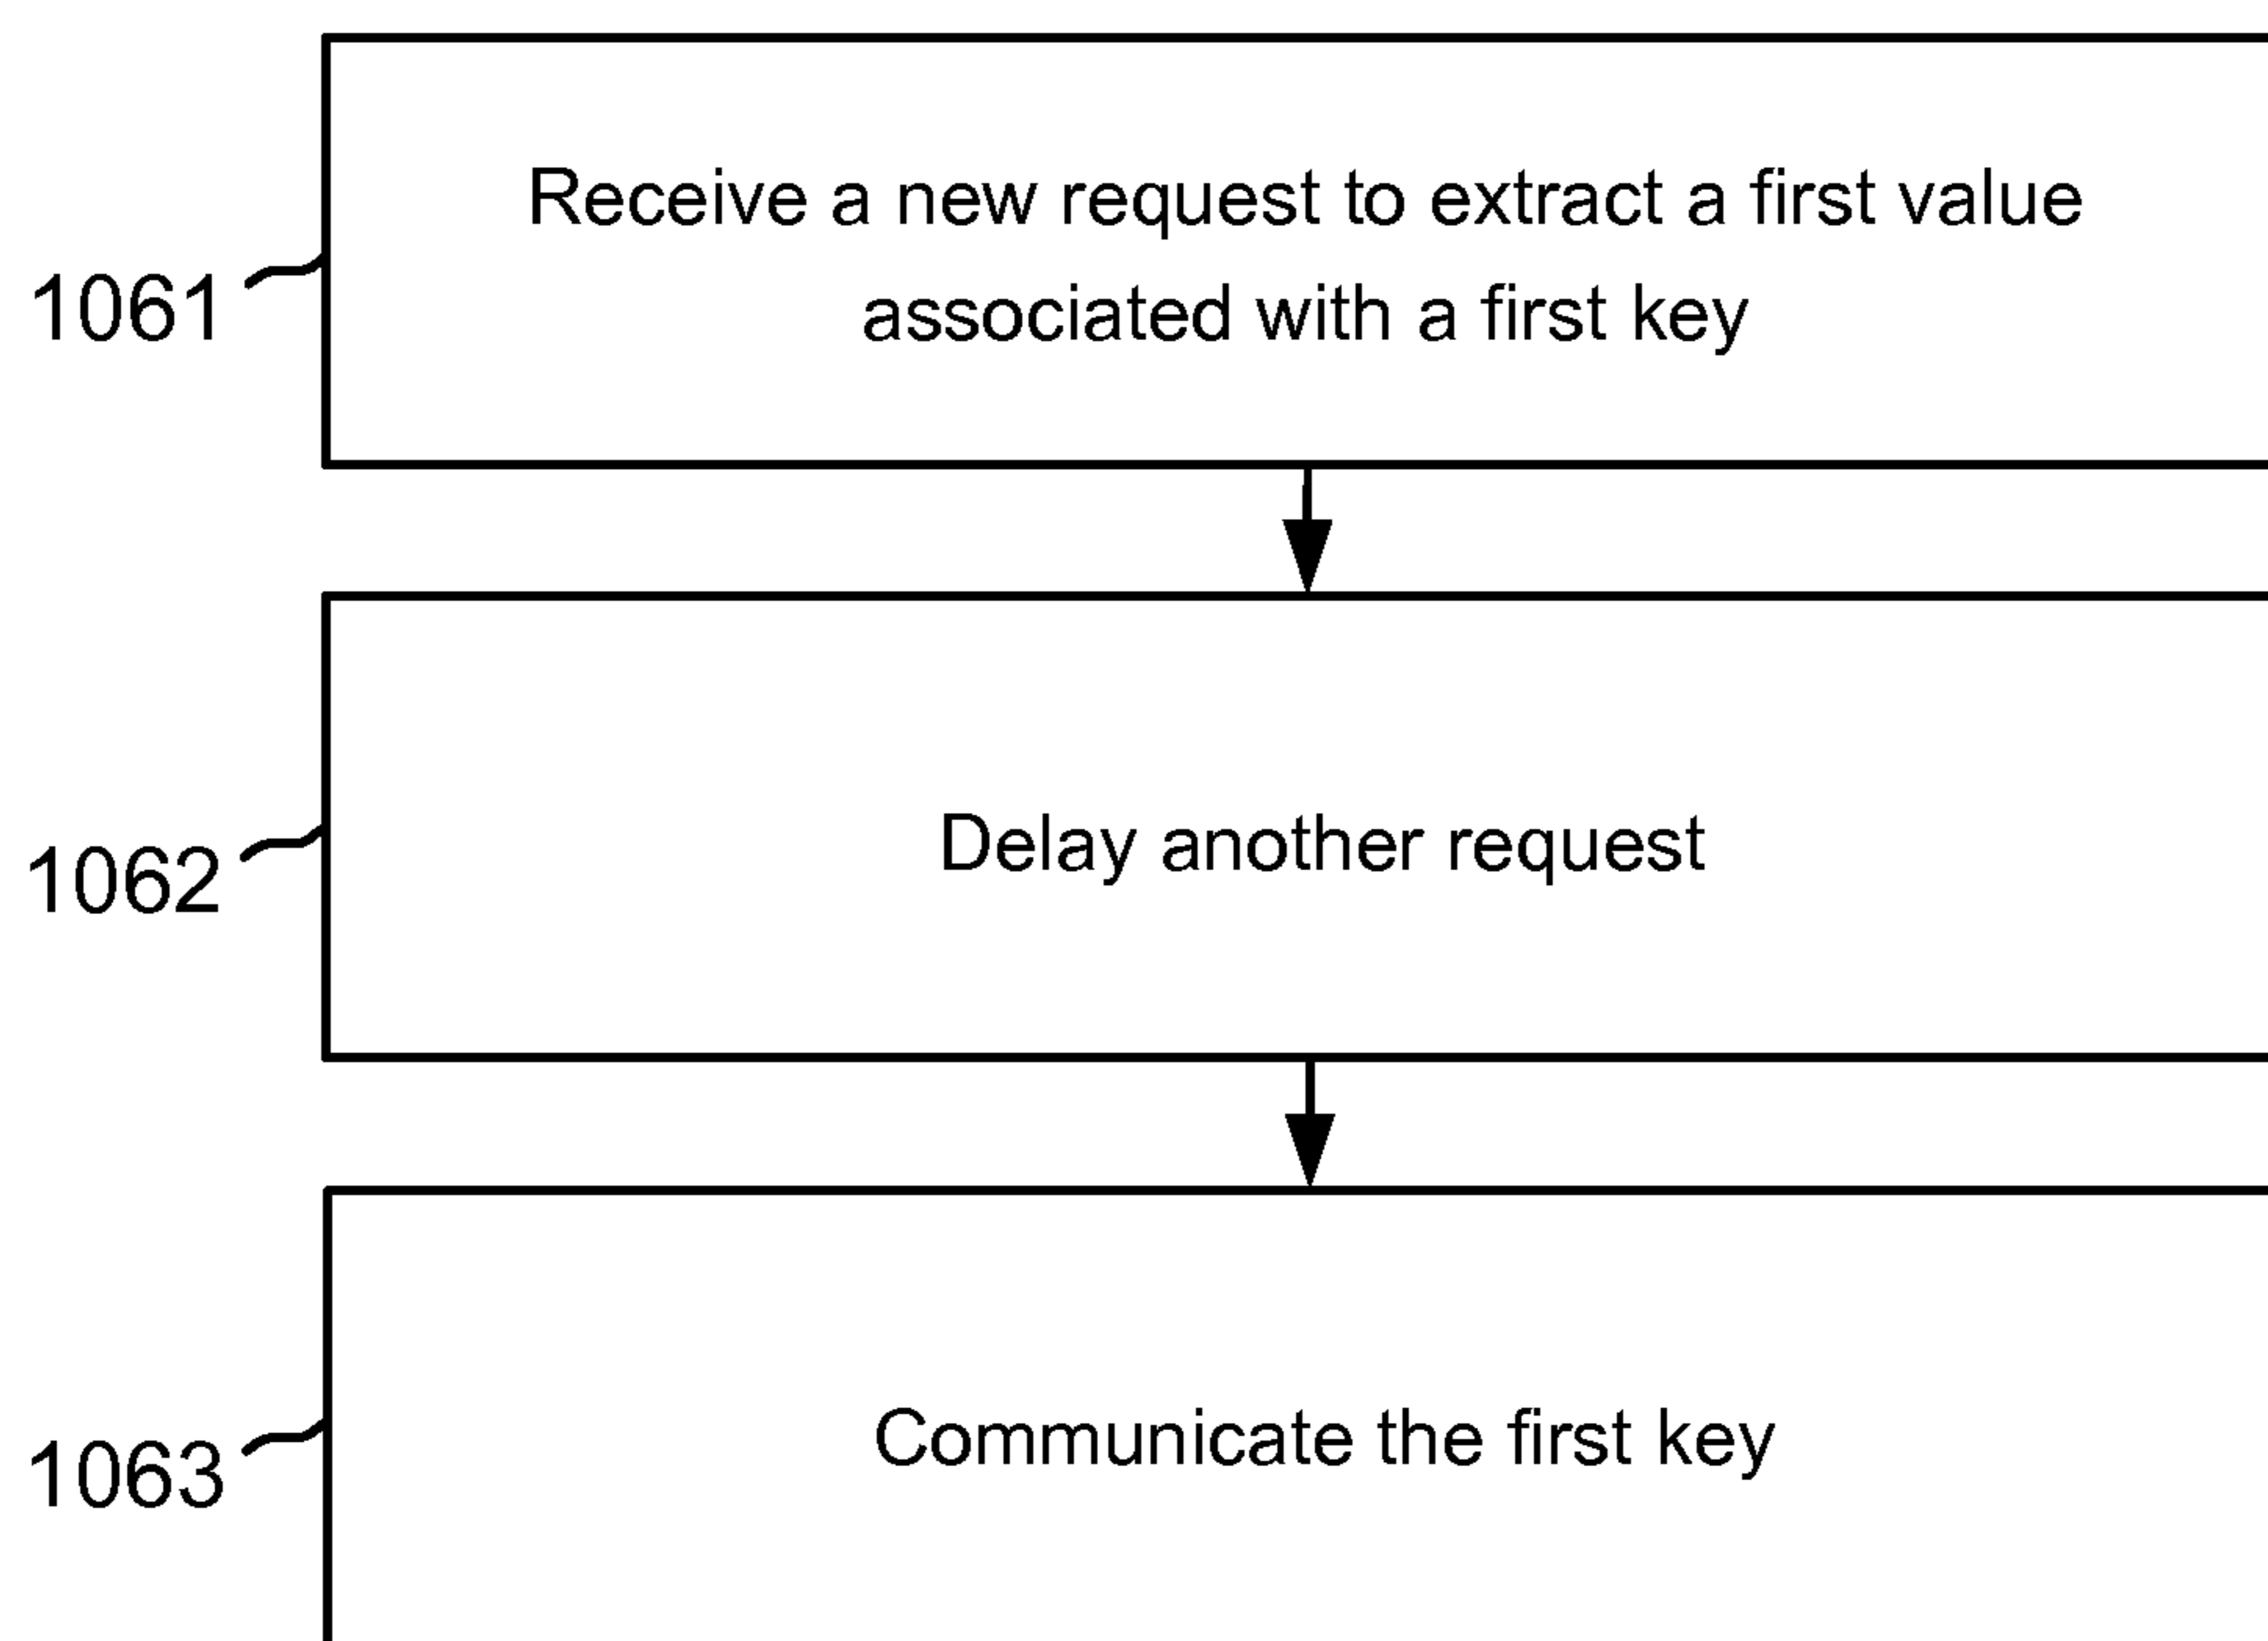 Receive a new request to extract a first value
associated with a first key
1061
Delay another request
1062
Communicate the first key
1063